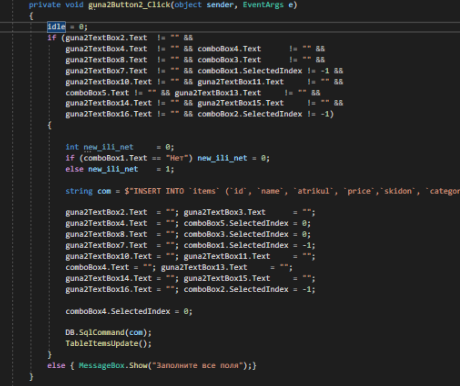 private void guna2Button2_Click(object sender, EventArgs e)
{
idle = 0;
if (guna2TextBox2.Text != "" &&
guna2TextBox4.Text != "" && comboBox4.Text != "" &&
guna2TextBox8.Text != "" && comboBox3.Text != "" &&
guna2TextBox7.Text != "" && comboBox1.SelectedIndex != -1 &&
guna2TextBox10.Text != "" && guna2TextBox11.Text != "" &&
comboBox5.Text != "" && guna2TextBox13.Text != "" &&
guna2TextBox14.Text != "" && guna2TextBox15.Text != "" &&
guna2TextBox16.Text != "" && comboBox2.SelectedIndex != -1)
{
int new_ili_net = 0;
if (comboBox1.Text == "Нет") new_ili_net = 0;
else new_ili_net = 1;
string com = $"INSERT INTO `items` (`id`, `name`, `atrikul`, `price`,`skidon`, `categor
guna2TextBox2.Text = ""; guna2TextBox3.Text = "";
guna2TextBox4.Text = ""; comboBox5.SelectedIndex = 0;
guna2TextBox8.Text = ""; comboBox3.SelectedIndex = 0;
guna2TextBox7.Text = ""; comboBox1.SelectedIndex = -1;
guna2TextBox10.Text = ""; guna2TextBox11.Text = "";
comboBox4.Text = ""; guna2TextBox13.Text = "";
guna2TextBox14.Text = ""; guna2TextBox15.Text = "";
guna2TextBox16.Text = ""; comboBox2.SelectedIndex = -1;
comboBox4.SelectedIndex = 0;
DB.SqlCommand(com);
TableItemsUpdate();
}
else { MessageBox.Show("Заполните все поля");}
}